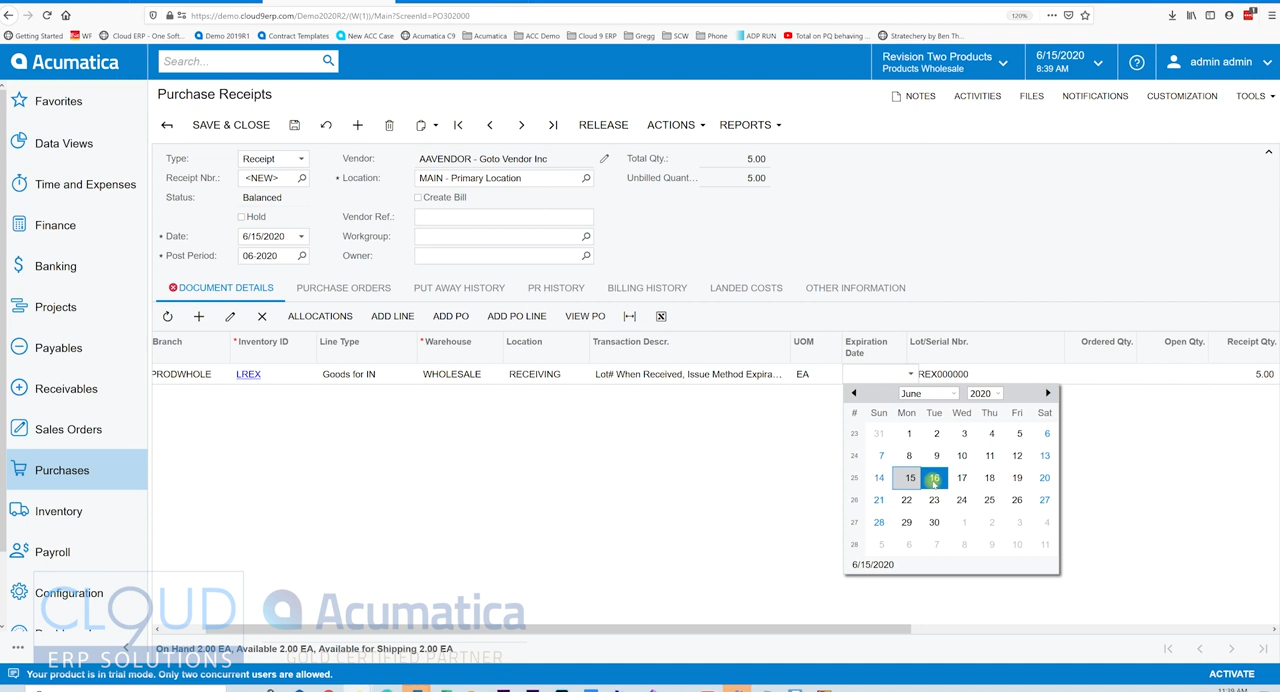 https://demo.cloud9erp.com/Demo2020R2/(W(1))/Main?ScreenId=PO302000
120%
Getting Started WF Cloud ERP - One Soft... Demo 2019R1 Contract Templates New ACC Case Acumatica C9 Acumatica ACC Demo Cloud 9 ERP Gregg SCW Phone ADP RUN Total on PQ behaving ... Stratechery by Ben Th...
Acumatica
Search...
Revision Two Products
Products Wholesale
6/15/2020
8:39 AM
admin admin
Favorites
Data Views
Time and Expenses
Finance
Banking
Projects
Payables
Receivables
Sales Orders
Purchases
Inventory
Payroll
Configuration
Purchase Receipts
NOTES ACTIVITIES FILES NOTIFICATIONS CUSTOMIZATION TOOLS
SAVE & CLOSE RELEASE ACTIONS REPORTS
Type: Receipt Vendor: AAVENDOR - Goto Vendor Inc Total Qty.: 5.00
Receipt Nbr.: <NEW> * Location: MAIN - Primary Location Unbilled Quant... 5.00
Status: Balanced Create Bill
Hold Vendor Ref.:
* Date: 6/15/2020 Workgroup:
* Post Period: 06-2020 Owner:
DOCUMENT DETAILS PURCHASE ORDERS PUT AWAY HISTORY PR HISTORY BILLING HISTORY LANDED COSTS OTHER INFORMATION
ALLOCATIONS ADD LINE ADD PO ADD PO LINE VIEW PO
Branch * Inventory ID Line Type * Warehouse Location Transaction Descr. UOM Expiration Date Lot/Serial Nbr. Ordered Qty. Open Qty. Receipt Qty.
PRODWHOLE LREX Goods for IN WHOLESALE RECEIVING Lot# When Received, Issue Method Expira... EA REX000000 5.00
June 2020
# Sun Mon Tue Wed Thu Fri Sat
23 31 1 2 3 4 5 6
24 7 8 9 10 11 12 13
25 14 15 16 17 18 19 20
26 21 22 23 24 25 26 27
27 28 29 30 1 2 3 4
28 5 6 7 8 9 10 11
6/15/2020
CLOUD 9
ERP SOLUTIONS
Acumatica
GOLD CERTIFIED PARTNER
On Hand 2.00 EA, Available 2.00 EA, Available for Shipping 2.00 EA
Your product is in trial mode. Only two concurrent users are allowed.
ACTIVATE